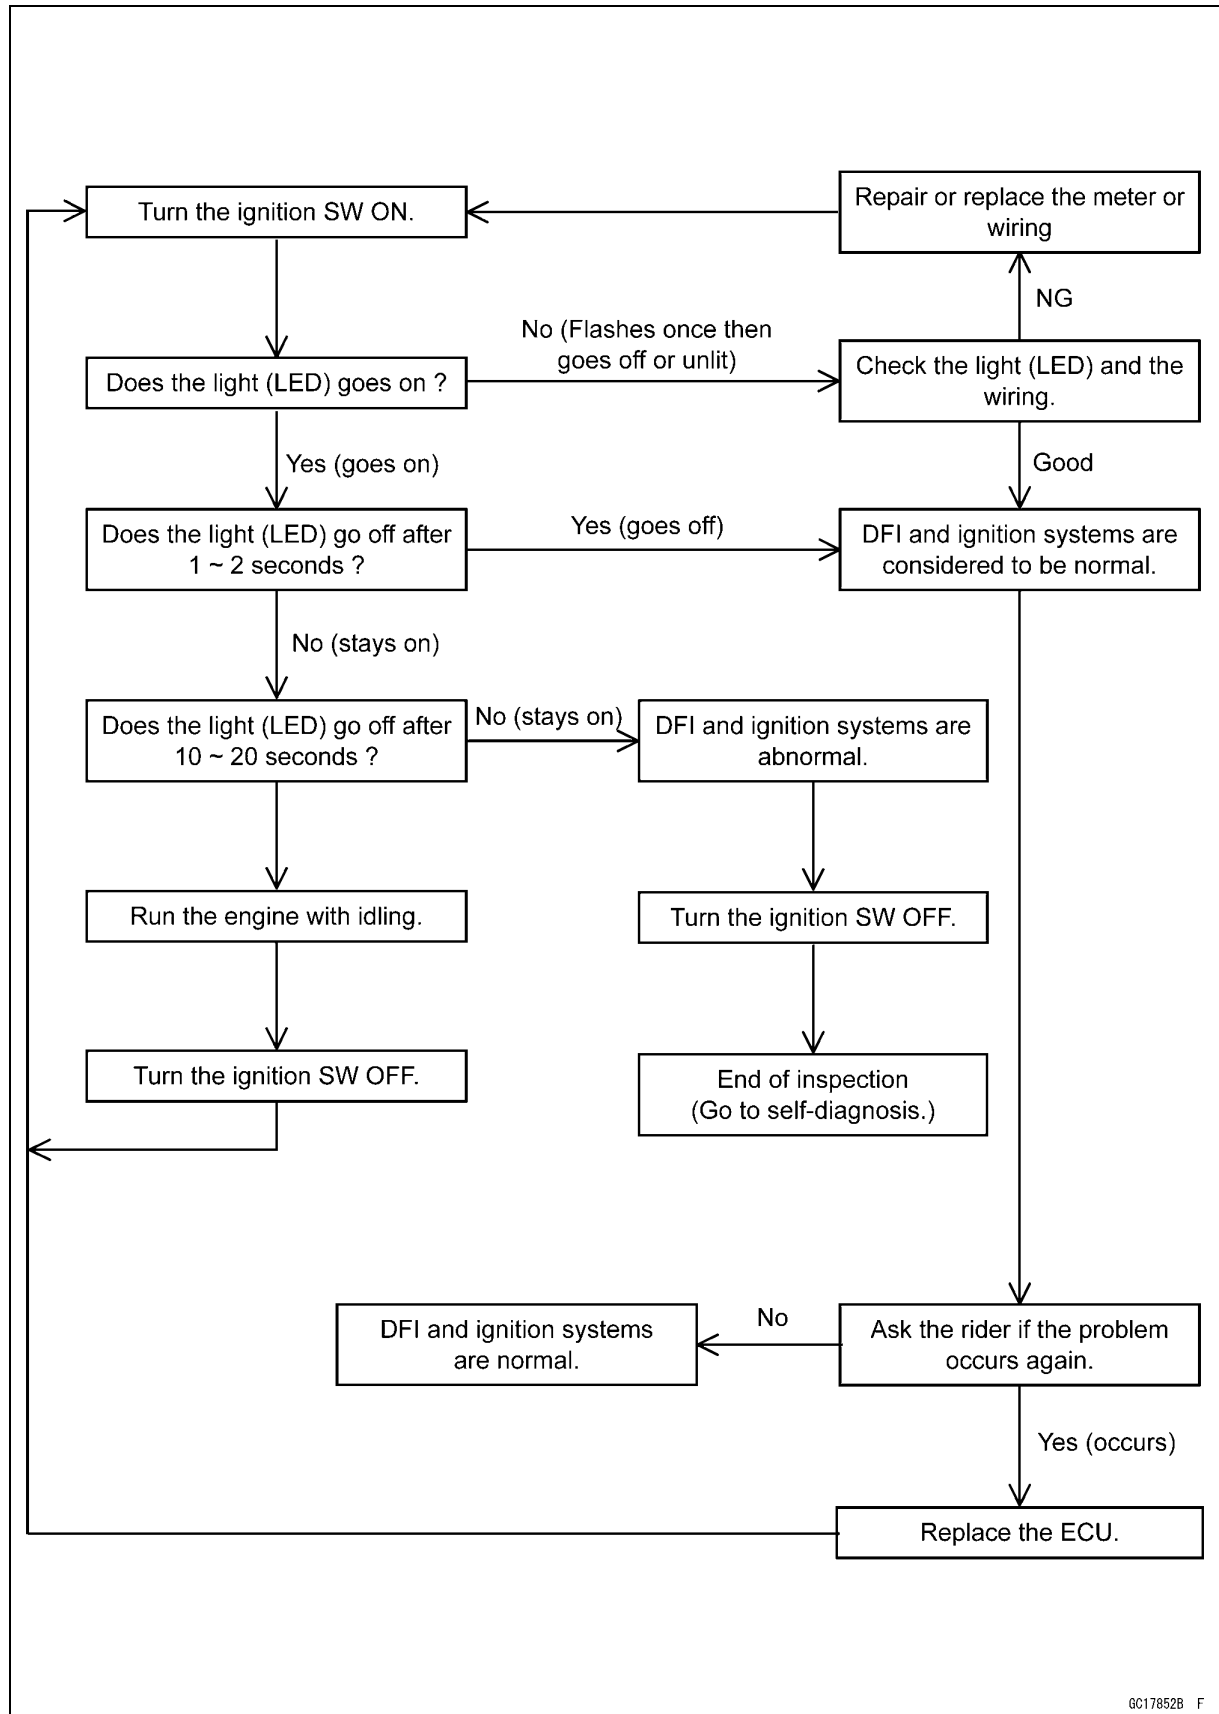 Turn the ignition SW ON.
Repair or replace the meter or
wiring
NG
No (Flashes once then
goes off or unlit)
Does the light (LED) goes on ?
Check the light (LED) and the
wiring.
Yes (goes on)
Good
Does the light (LED) go off after
1 ~ 2 seconds ?
Yes (goes off)
DFI and ignition systems are
considered to be normal.
No (stays on)
Does the light (LED) go off after
10 ~ 20 seconds ?
No (stays on)
DFI and ignition systems are
abnormal.
Run the engine with idling.
Turn the ignition SW OFF.
Turn the ignition SW OFF.
End of inspection
(Go to self-diagnosis.)
DFI and ignition systems
are normal.
No
Ask the rider if the problem
occurs again.
Yes (occurs)
Replace the ECU.
GC17852B F